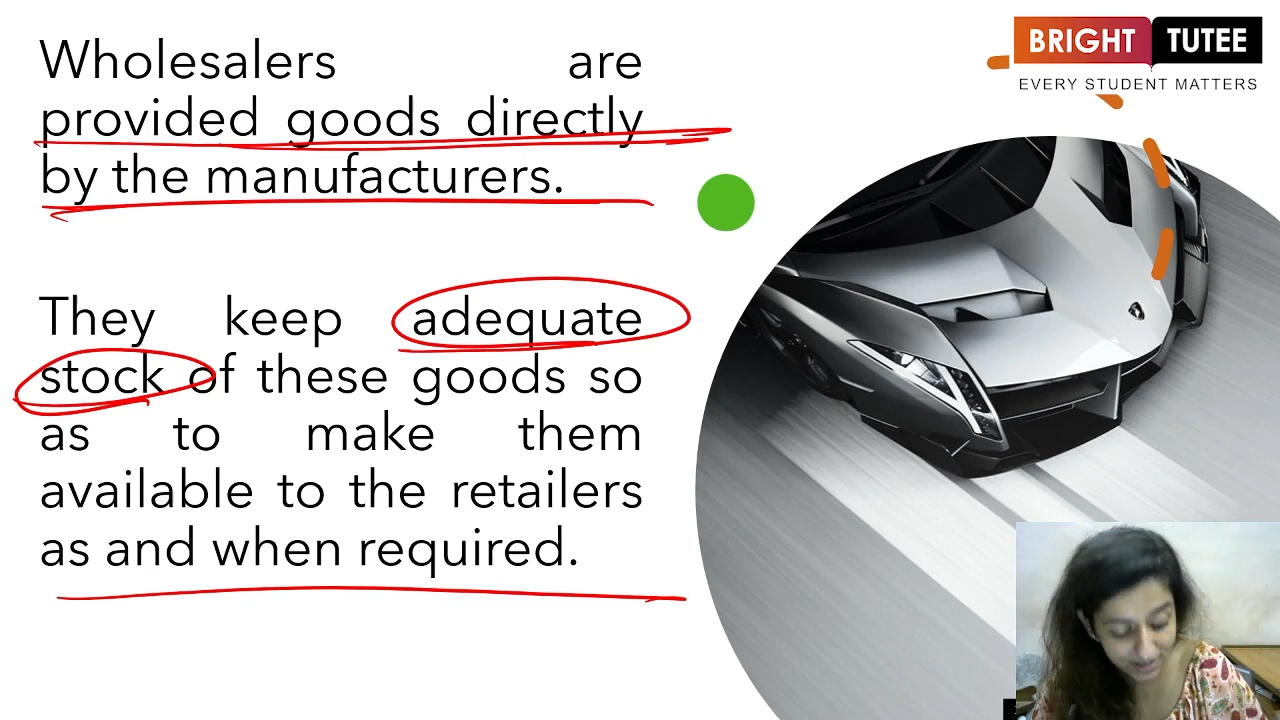 Wholesalers are
provided goods directly
by the manufacturers.
They keep adequate
stock of these goods so
as to make them
available to the retailers
as and when required.
BRIGHT TUTEE
EVERY STUDENT MATTERS